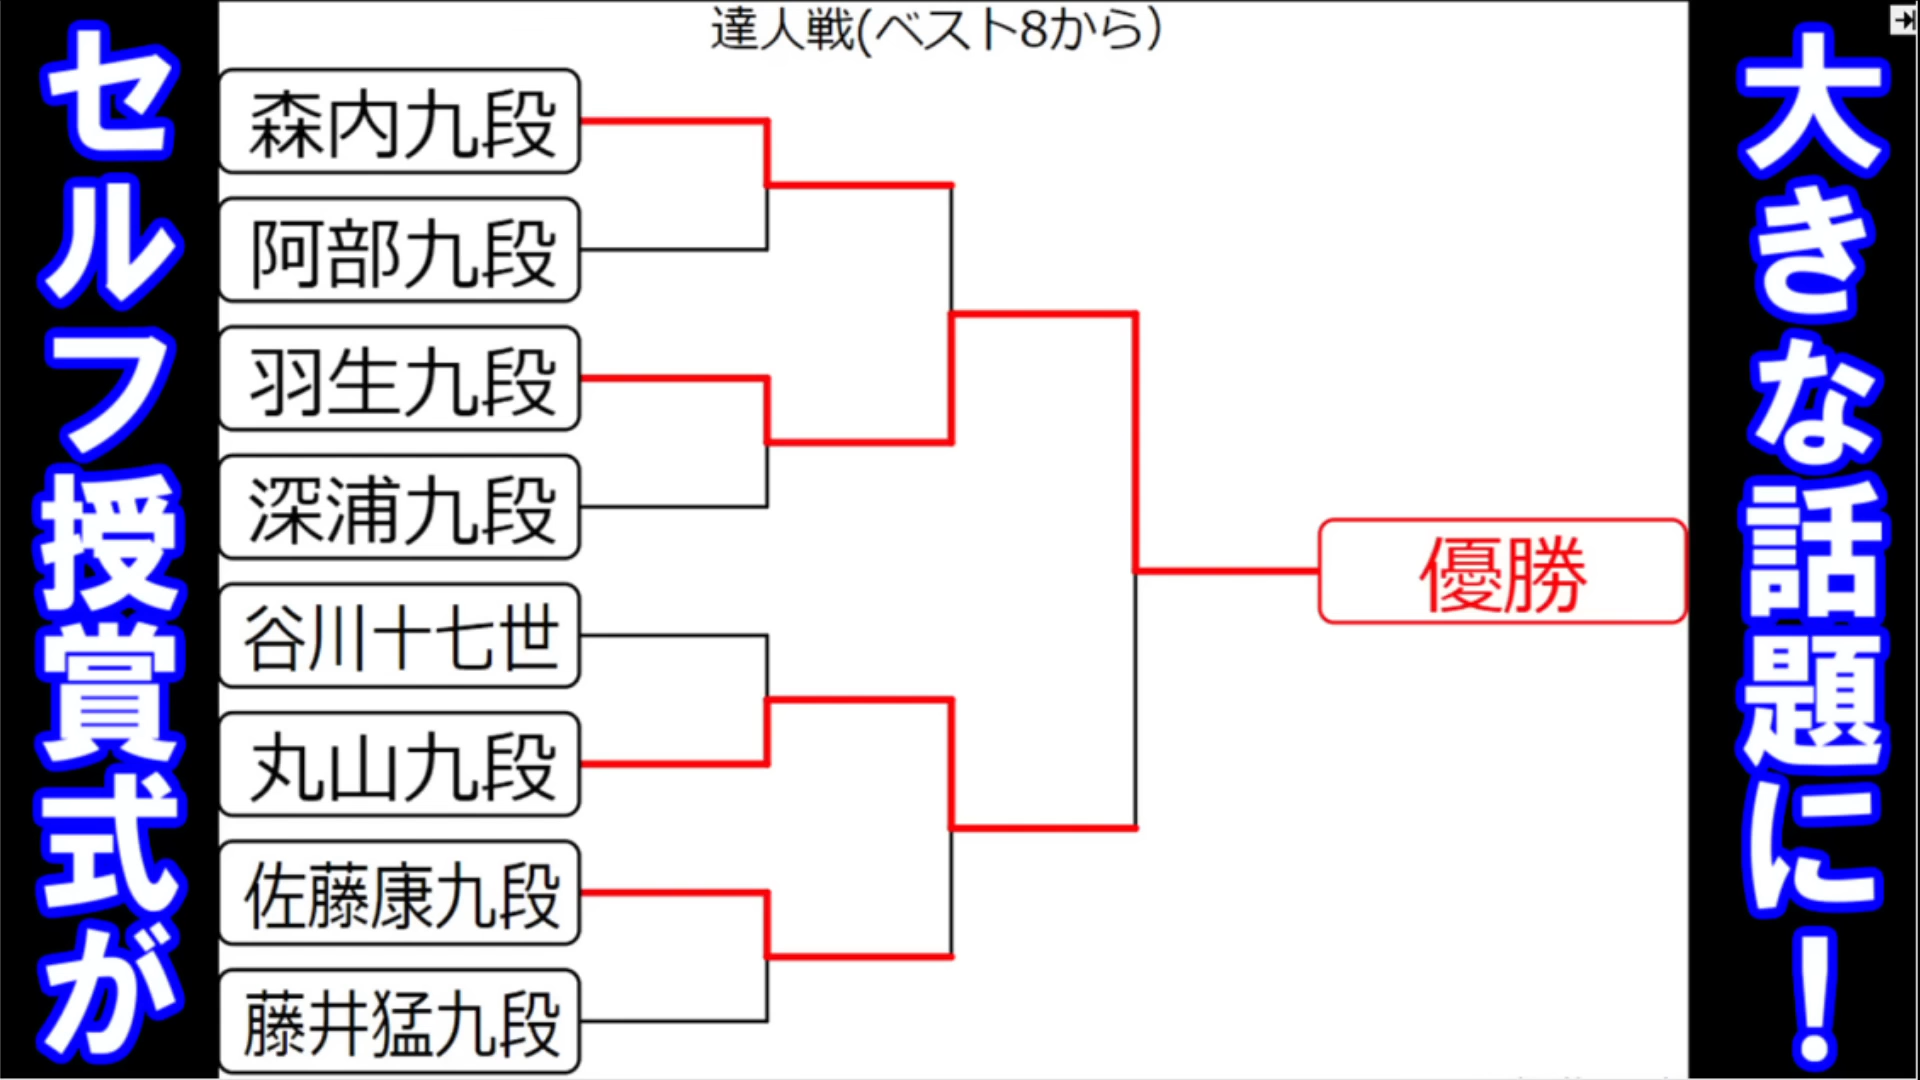 達人戦(ベスト8から)
セルフ授賞式が
森内九段
阿部九段
羽生九段
深浦九段
谷川十七世
丸山九段
佐藤康九段
藤井猛九段
優勝
大きな話題に！